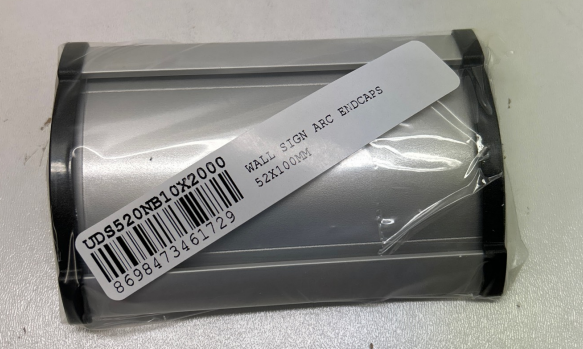 UDS520NB10X2000
8698473461729
WALL SIGN ARC ENDCAPS
52X100MM